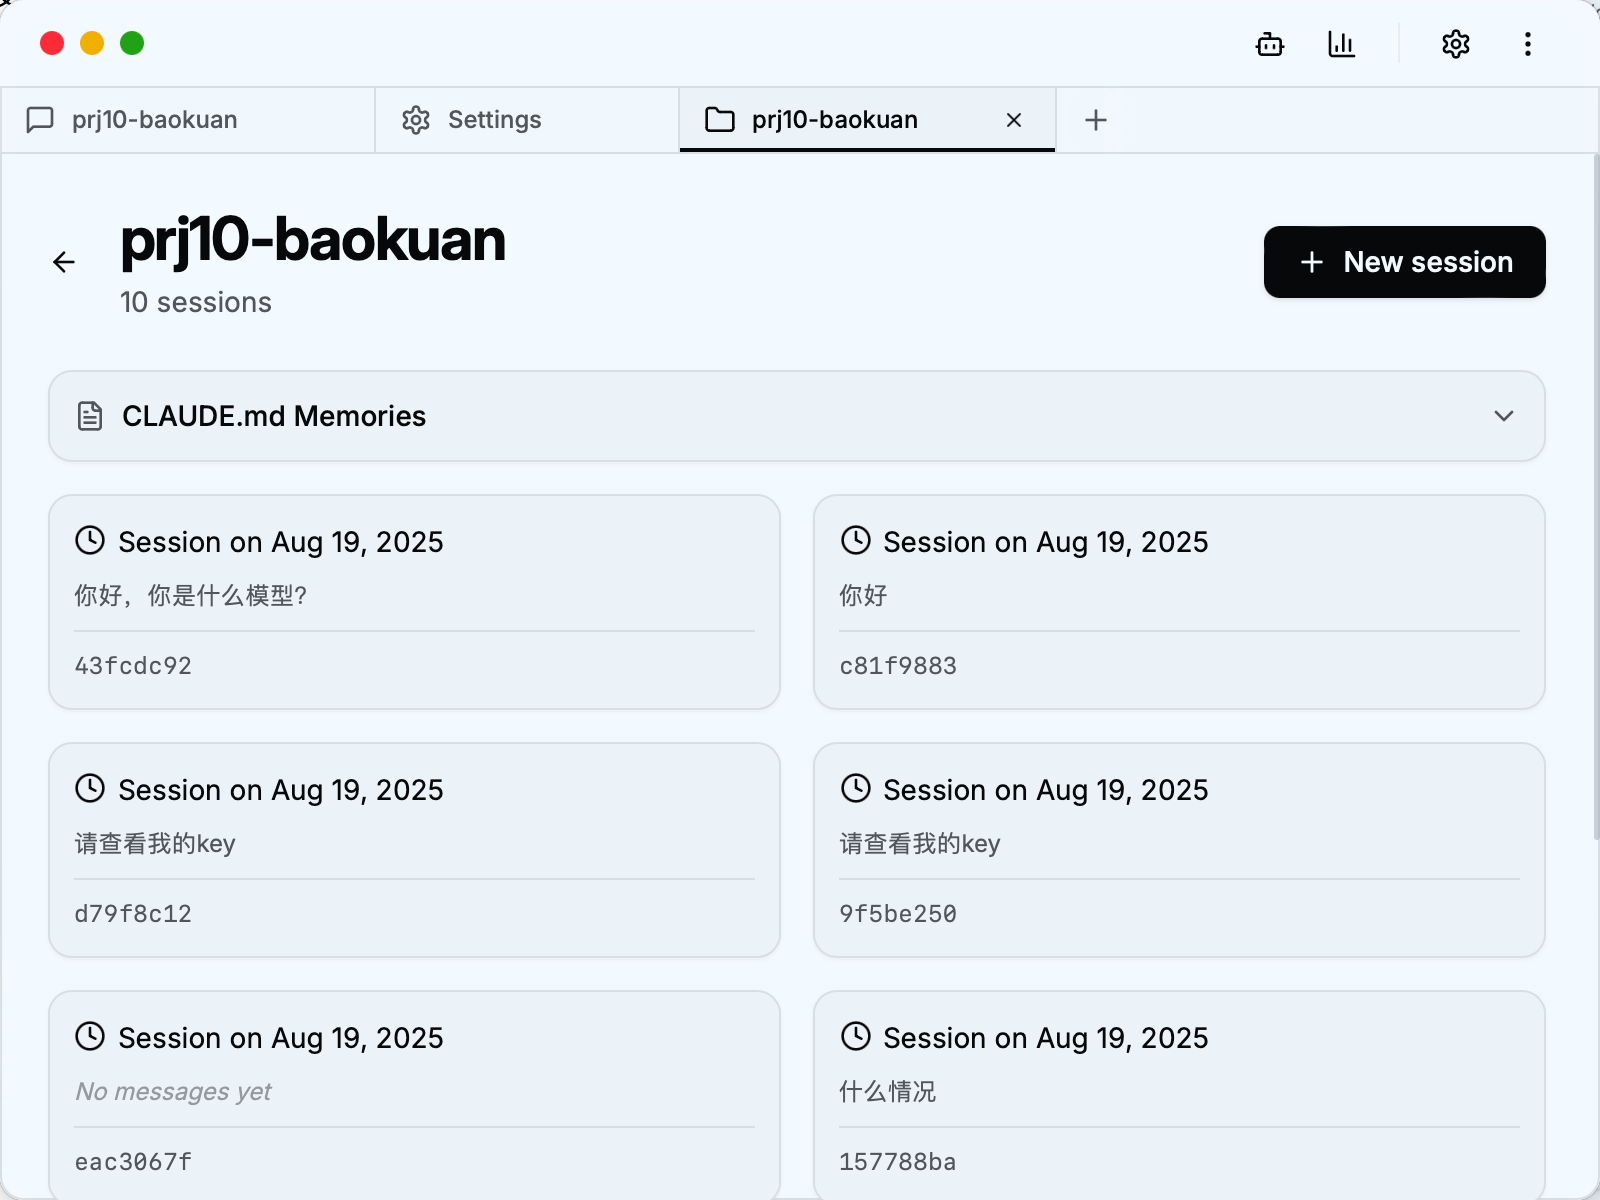 prj10-baokuan
Settings
prj10-baokuan
prj10-baokuan
10 sessions
New session
CLAUDE.md Memories
Session on Aug 19, 2025
你好，你是什么模型?
43fcdc92
Session on Aug 19, 2025
你好
c81f9883
Session on Aug 19, 2025
请查看我的key
d79f8c12
Session on Aug 19, 2025
请查看我的key
9f5be250
Session on Aug 19, 2025
No messages yet
eac3067f
Session on Aug 19, 2025
什么情况
157788ba